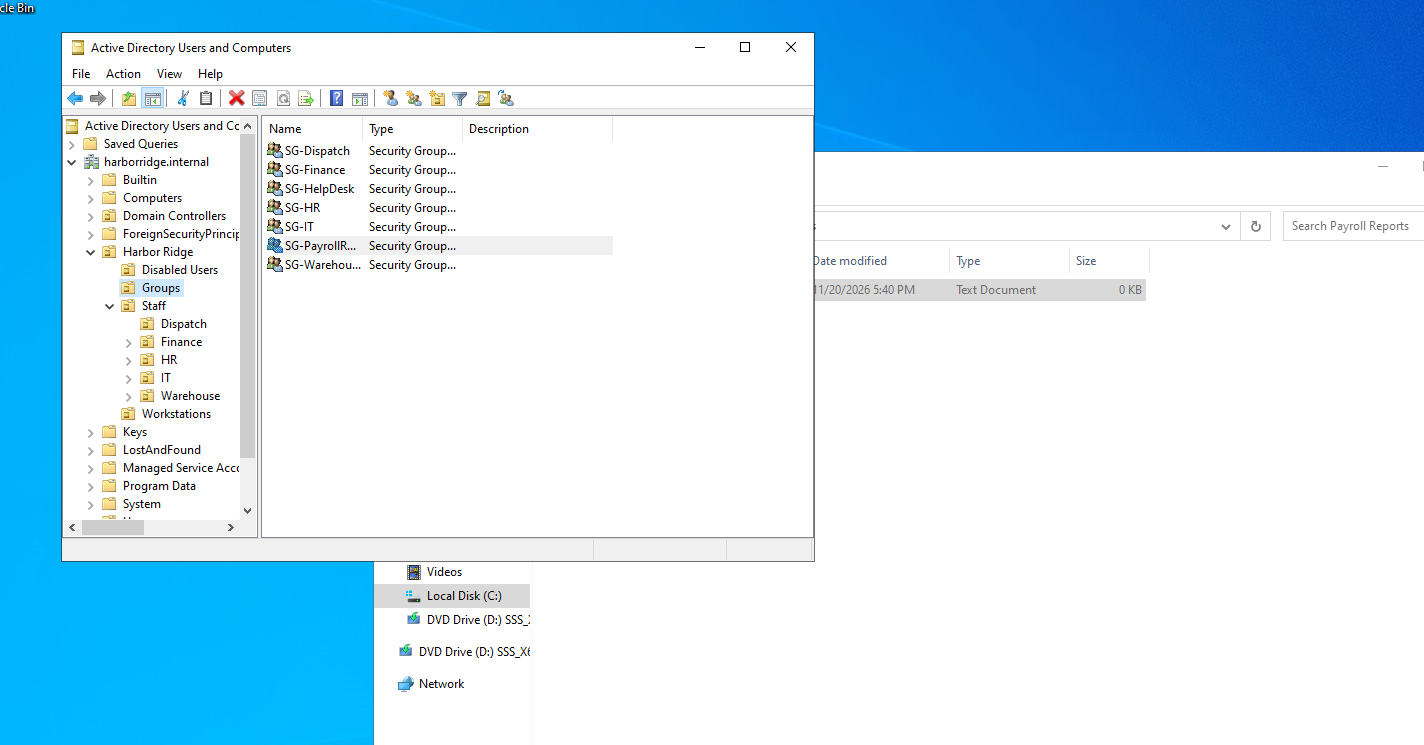 cle Bin
Active Directory Users and Computers
File Action View Help
Active Directory Users and Co
Saved Queries
harborridge.internal
Builtin
Computers
Domain Controllers
ForeignSecurityPrincip
Harbor Ridge
Disabled Users
Groups
Staff
Dispatch
Finance
HR
IT
Warehouse
Workstations
Keys
LostAndFound
Managed Service Acco
Program Data
System
Name Type Description
SG-Dispatch Security Group...
SG-Finance Security Group...
SG-HelpDesk Security Group...
SG-HR Security Group...
SG-IT Security Group...
SG-PayrollR... Security Group...
SG-Warehou... Security Group...
s
Search Payroll Reports
Date modified Type Size
11/20/2026 5:40 PM Text Document 0 KB
Videos
Local Disk (C:)
DVD Drive (D:) SSS_X
DVD Drive (D:) SSS_X6
Network